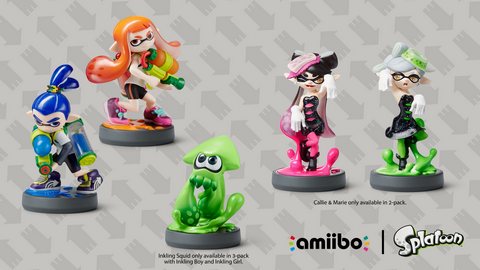 Callie & Marie only available in 2-pack.
Inkling Squid only available in 3-pack
with Inkling Boy and Inkling Girl.
amiibo | Splatoon